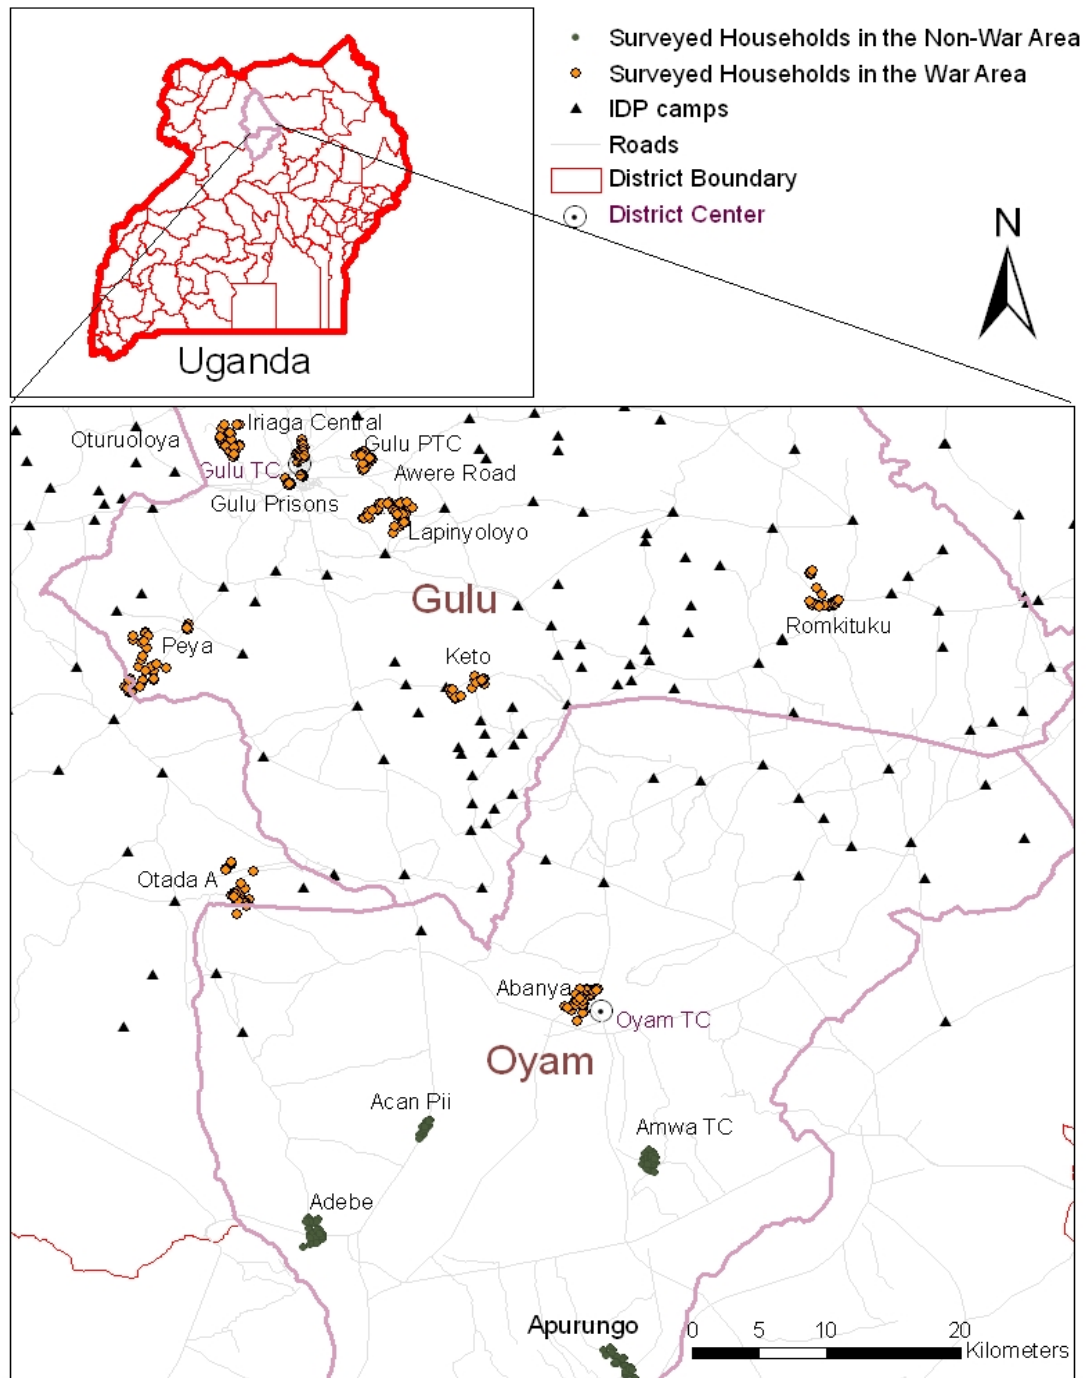 Surveyed Households in the Non-War Area
Surveyed Households in the War Area
IDP camps
Roads
District Boundary
District Center
N
Uganda
Iriaga Central
Oturuoloya
Gulu PTC
Gulu TC
Awere Road
Gulu Prisons
Lapinyoloyo
Gulu
Romkituku
Peya
Keto
Otada A
Abanya
Oyam TC
Oyam
Acan Pii
Amwa TC
Adebe
Apurungo
0 5 10 20
Kilometers